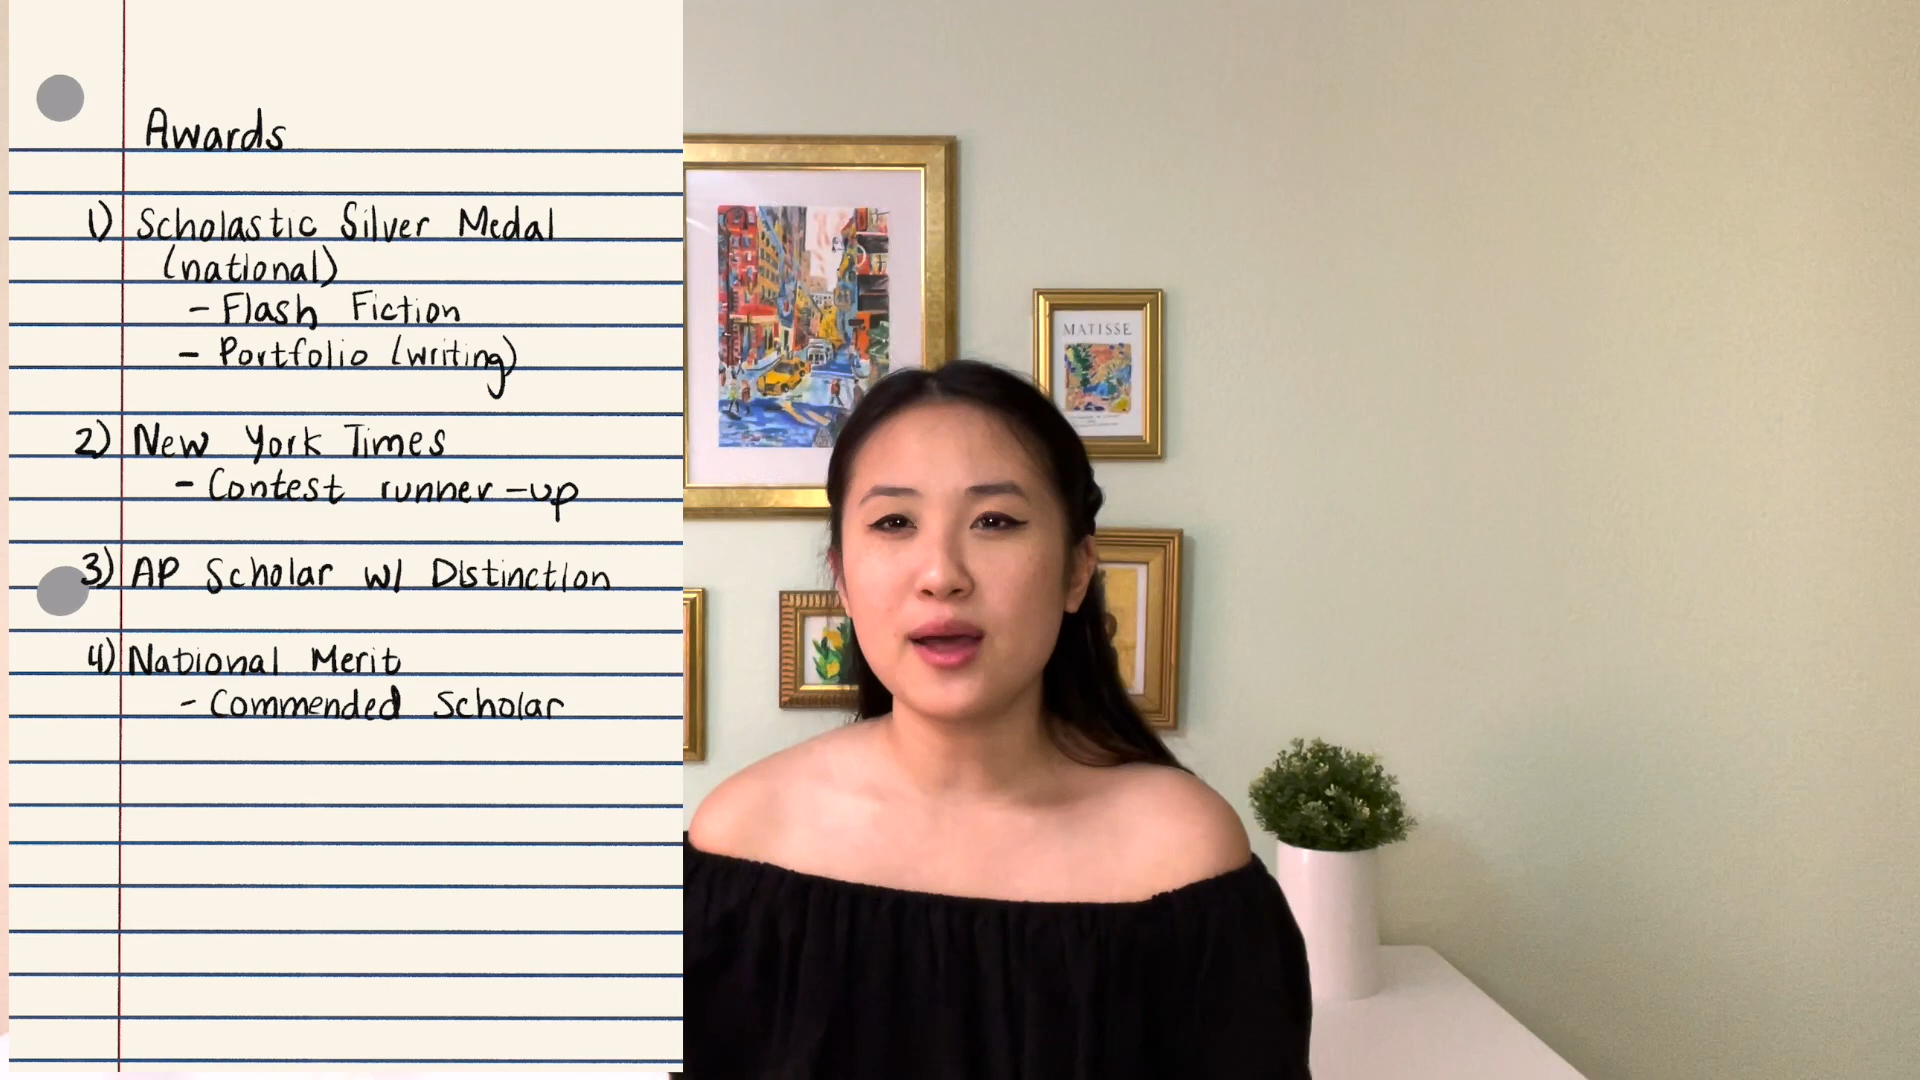 Awards
1) Scholastic Silver Medal
(national)
- Flash Fiction
- Portfolio (writing)
2) New York Times
- Contest runner-up
3) AP Scholar w/ Distinction
4) National Merit
- Commended Scholar
MATISSE